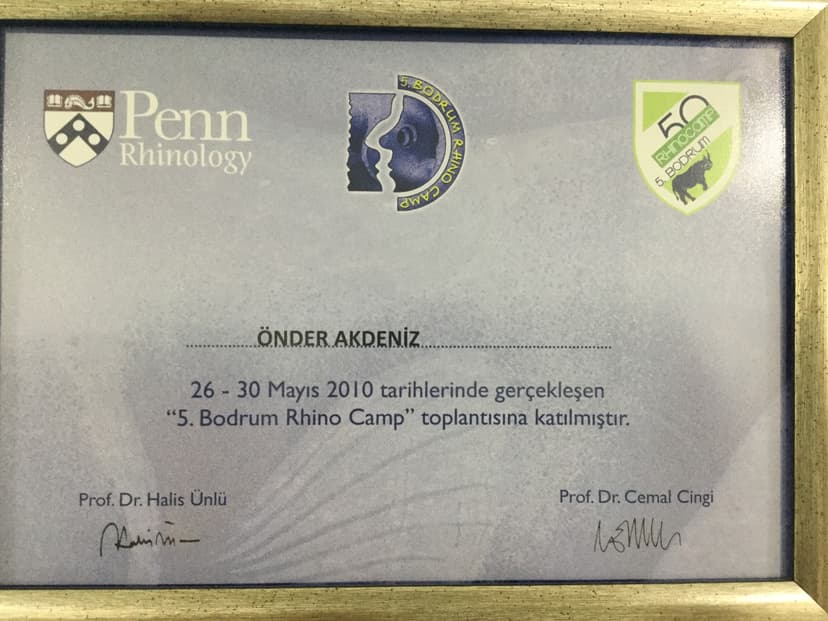 Penn
Rhinology
5. BODRUM RHINO CAMP
50
RHINOCAMP
5. BODRUM
ÖNDER AKDENİZ
26 - 30 Mayıs 2010 tarihlerinde gerçekleşen
“5. Bodrum Rhino Camp” toplantısına katılmıştır.
Prof. Dr. Halis Ünlü
Prof. Dr. Cemal Cingi